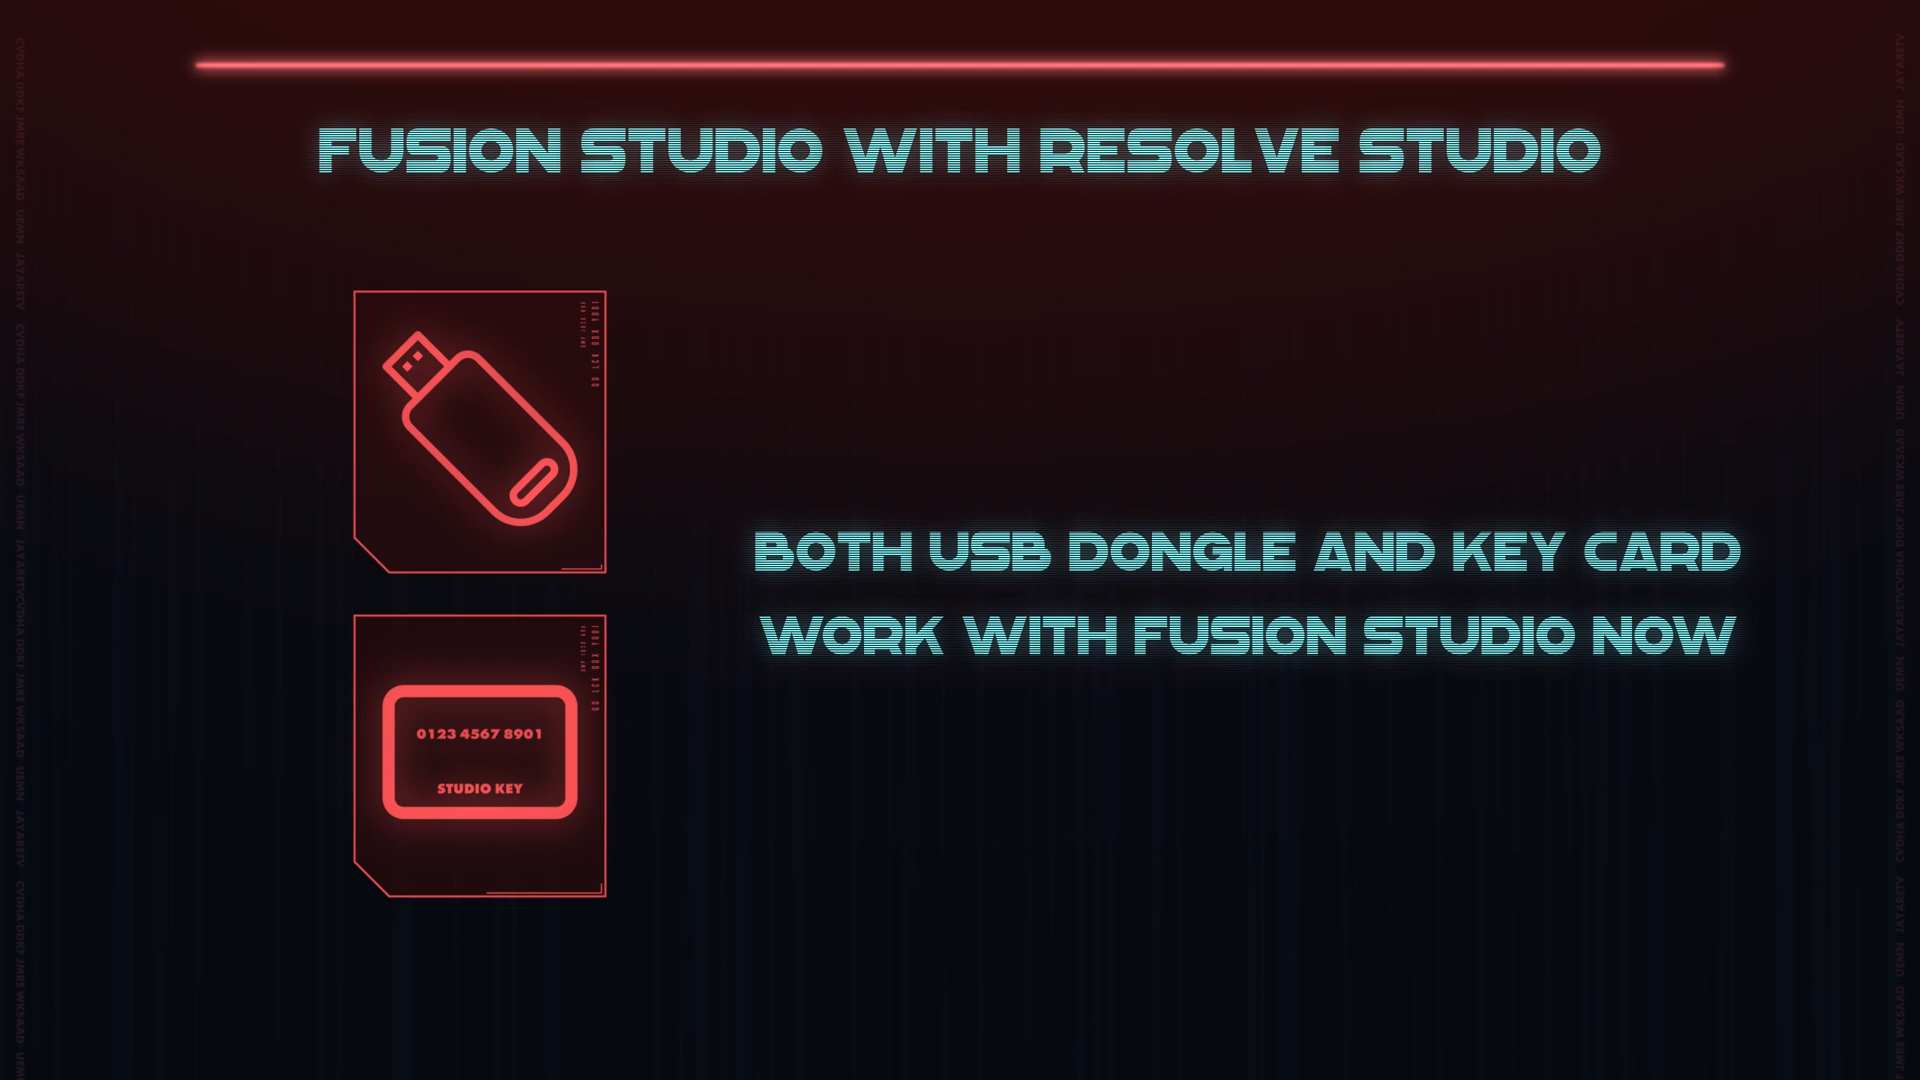 FUSION STUDIO WITH RESOLVE STUDIO
BOTH USB DONGLE AND KEY CARD
WORK WITH FUSION STUDIO NOW
0123 4567 8901
STUDIO KEY